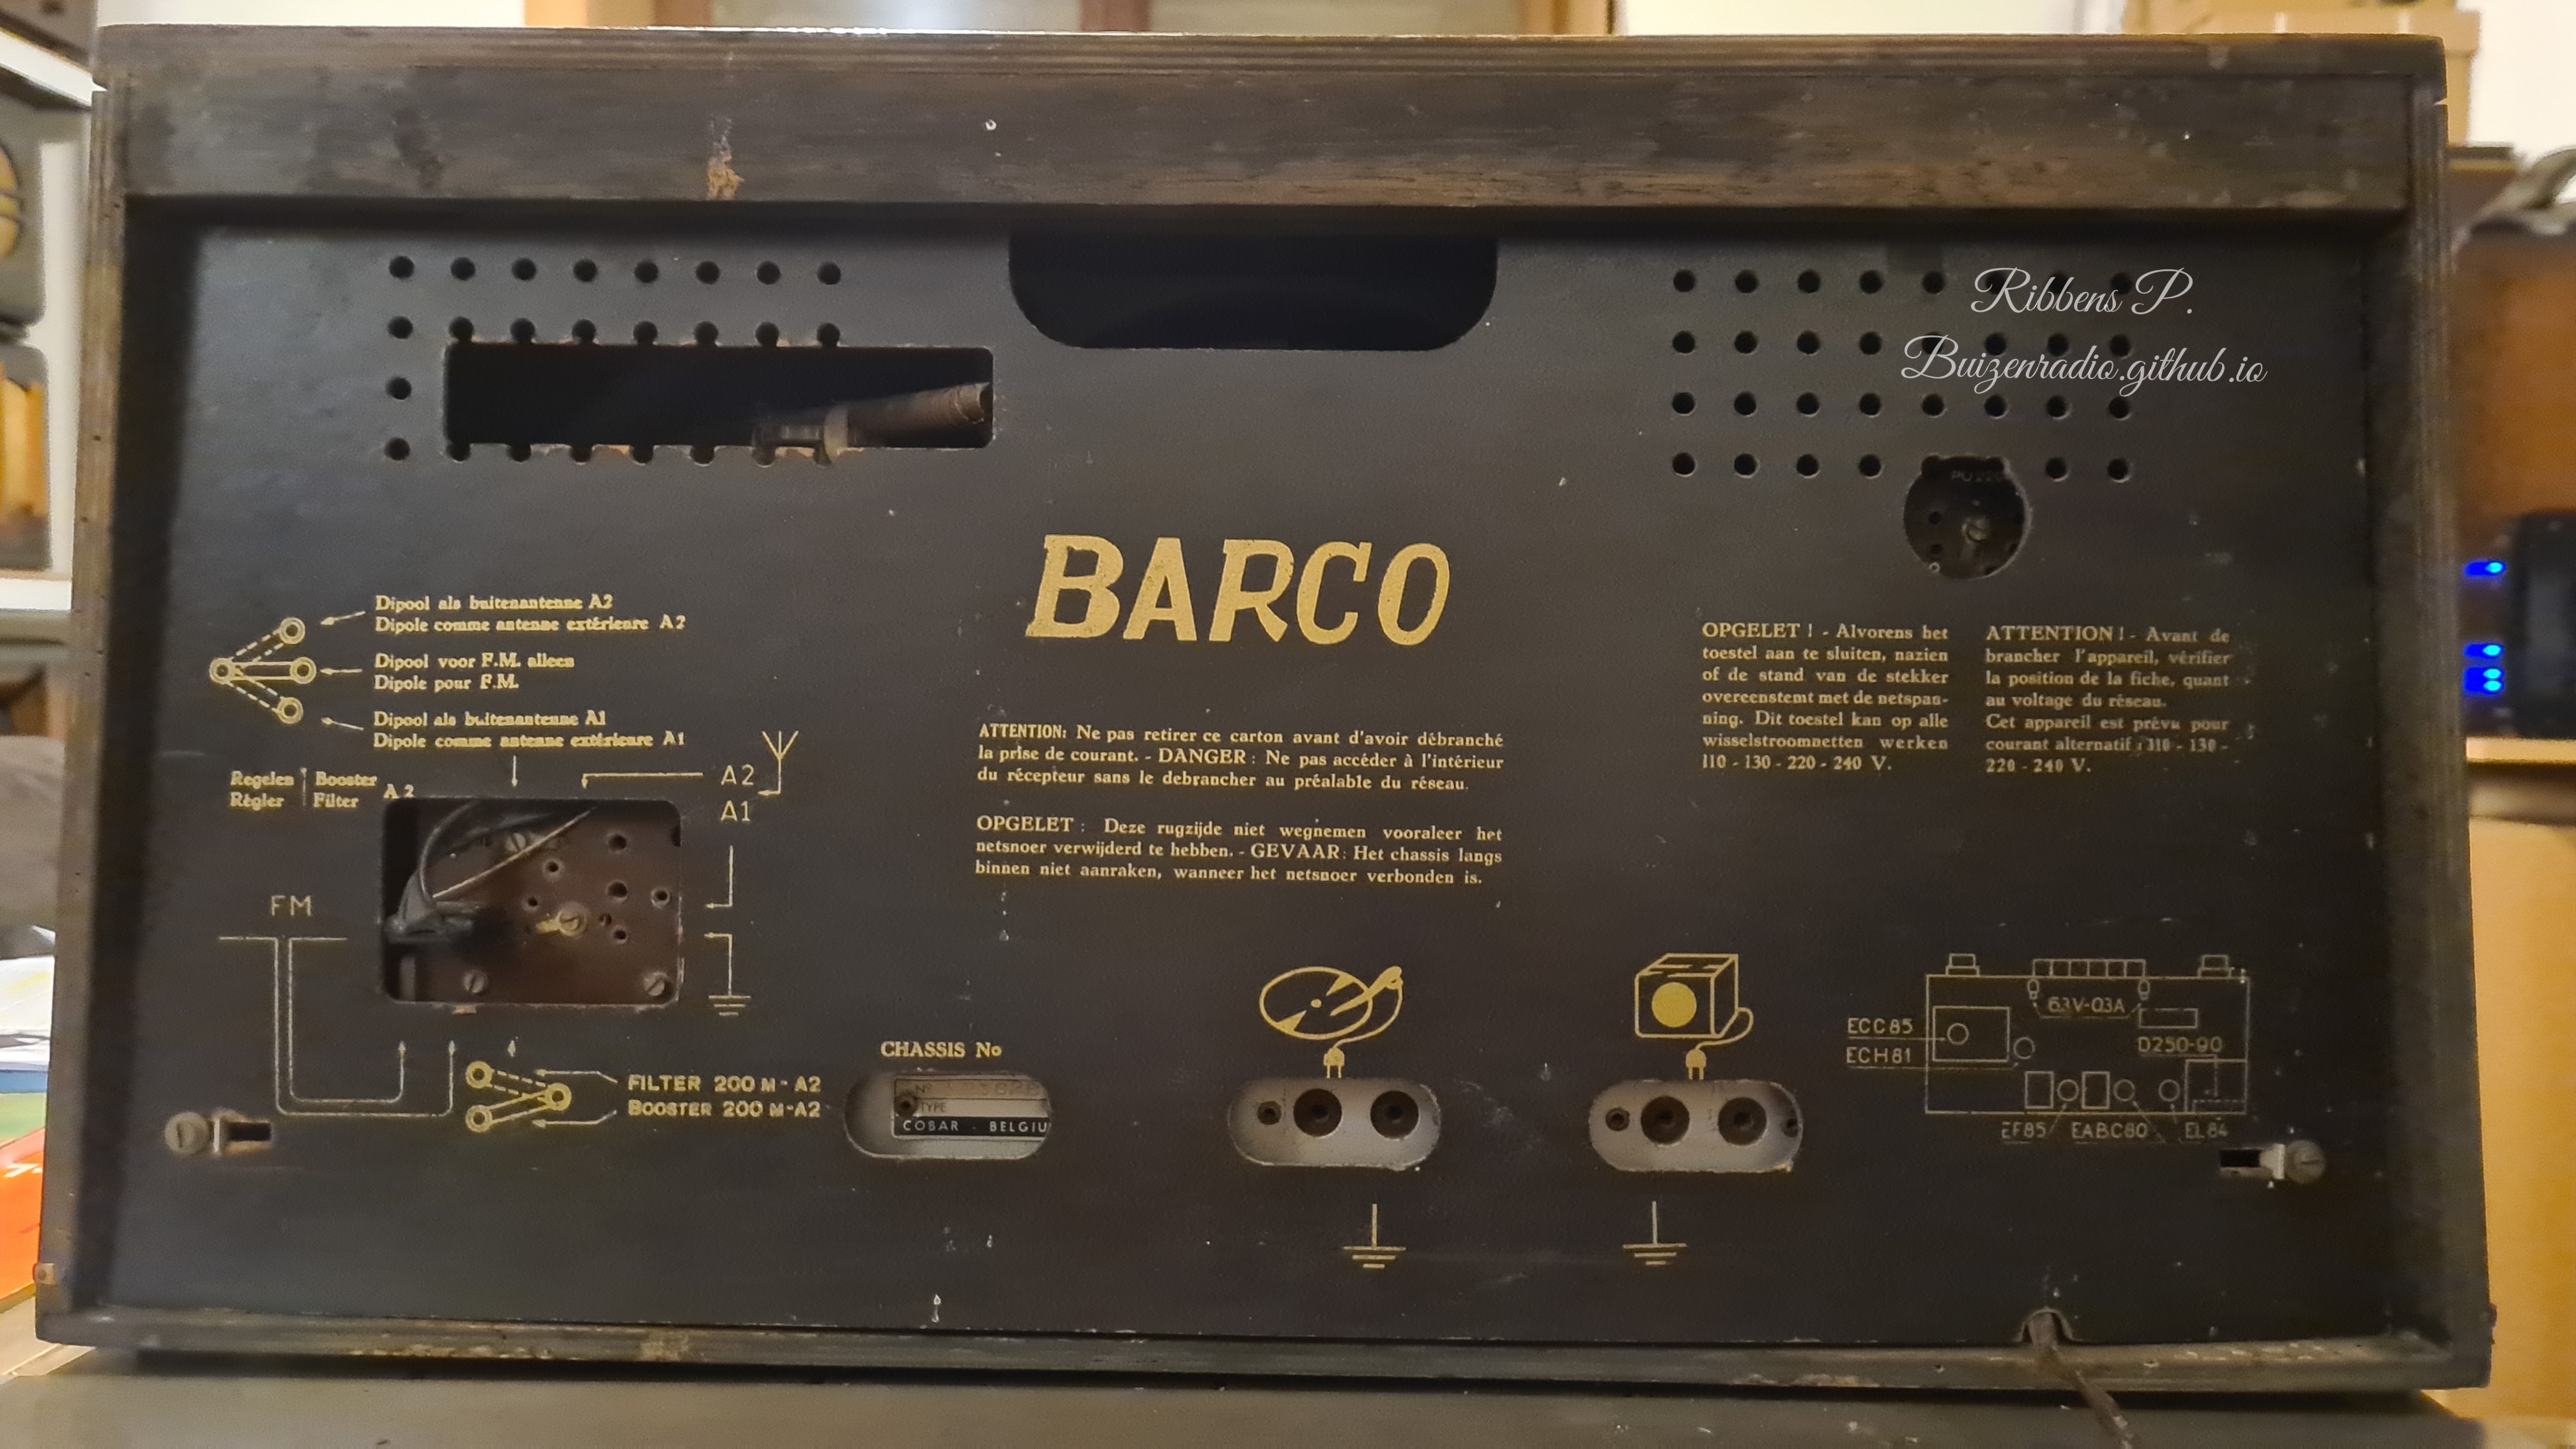 Ribbens P.
Buizenradio.github.io
BARCO
Dipool als buitenantenne A2
Dipole comme antenne extérieure A2
Dipool voor F.M. alleen
Dipole pour F.M.
Dipool als buitenantenne A1
Dipole comme antenne extérieure A1
Regelen Booster
Règler Filter A2
A2
A1
FM
FILTER 200 M-A2
BOOSTER 200 M-A2
ATTENTION: Ne pas retirer ce carton avant d'avoir débranché
la prise de courant. - DANGER : Ne pas accéder à l'intérieur
du récepteur sans le debrancher au préalable du réseau.
OPGELET : Deze rugzijde niet wegnemen vooraleer het
netsnoer verwijderd te hebben. - GEVAAR : Het chassis langs
binnen niet aanraken, wanneer het netsnoer verbonden is.
CHASSIS No
No
TYPE
COBAR - BELGIU
OPGELET ! - Alvorens het
toestel aan te sluiten, nazien
of de stand van de stekker
overeenstemt met de netspan-
ning. Dit toestel kan op alle
wisselstroomnetten werken
110 - 130 - 220 - 240 V.
ATTENTION ! - Avant de
brancher l'appareil, vérifier
la position de la fiche, quant
au voltage du réseau.
Cet appareil est prévu pour
courant alternatif : 110 - 130 -
220 - 240 V.
6.3V-0.3A
ECC85
ECH81
D250-90
EF85 EABC80 EL84